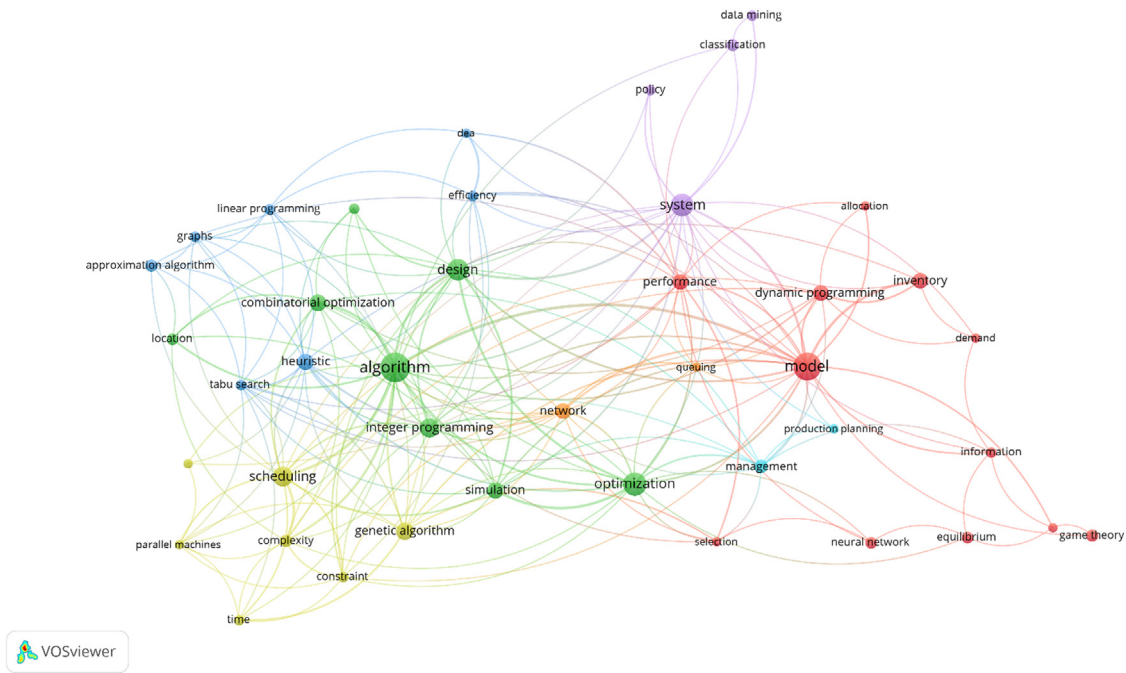 data mining
classification
policy
dea
efficiency
linear programming
system
allocation
graphs
approximation algorithm
design
performance
inventory
dynamic programming
combinatorial optimization
location
demand
heuristic
algorithm
queuing
model
tabu search
network
integer programming
production planning
information
management
scheduling
simulation
optimization
genetic algorithm
parallel machines
complexity
selection
neural network
equilibrium
game theory
constraint
time
VOSviewer